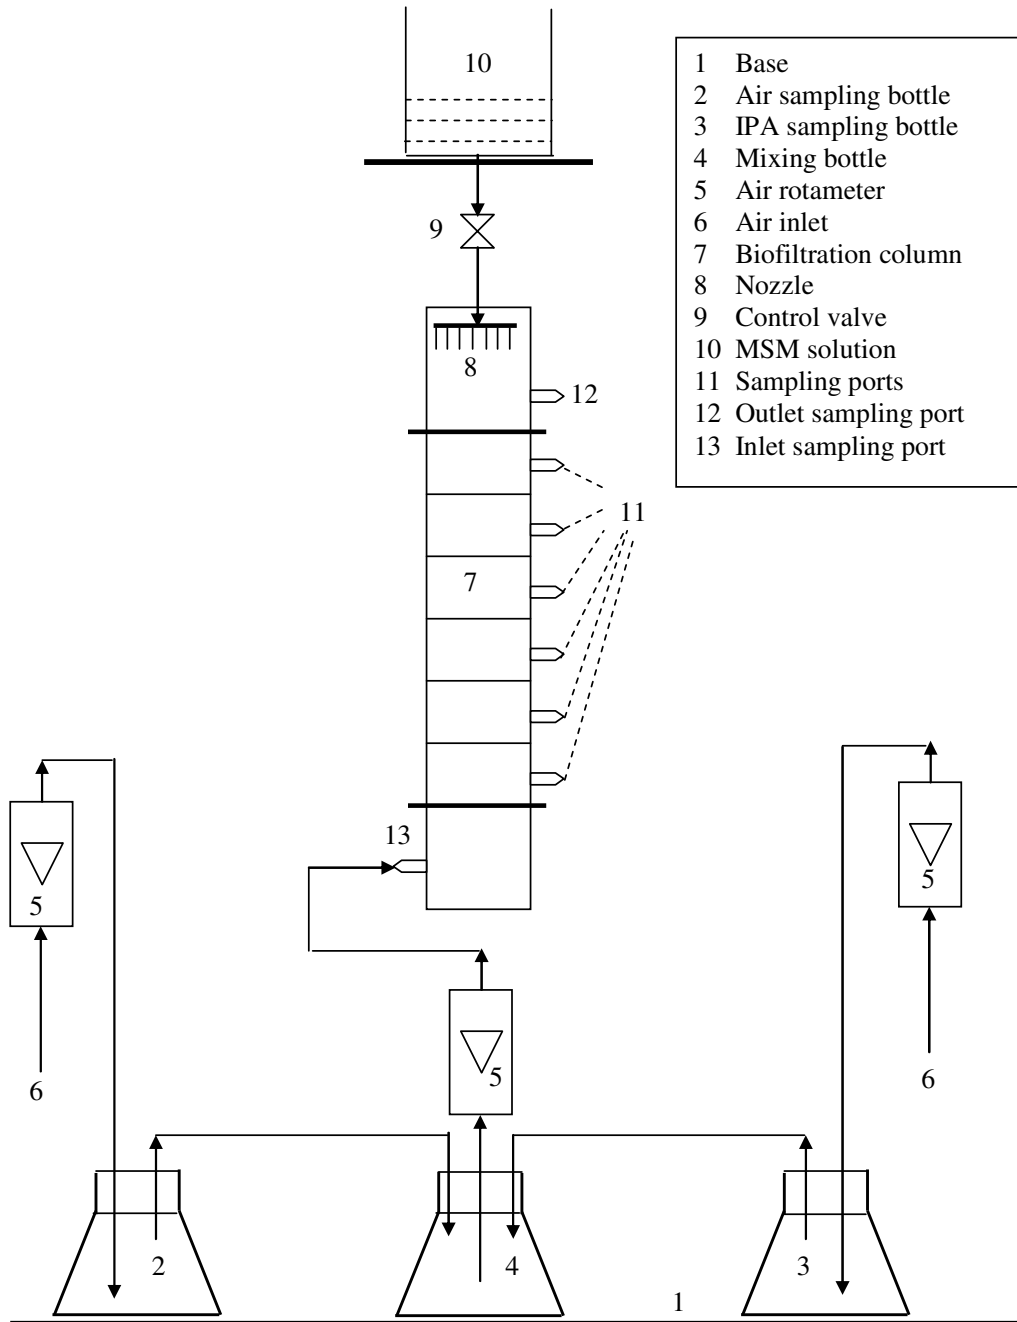 10
1 Base
2 Air sampling bottle
3 IPA sampling bottle
4 Mixing bottle
5 Air rotameter
6 Air inlet
7 Biofiltration column
8 Nozzle
9 Control valve
10 MSM solution
11 Sampling ports
12 Outlet sampling port
13 Inlet sampling port
9
8
12
11
7
13
5
5
5
6
6
2
4
3
1